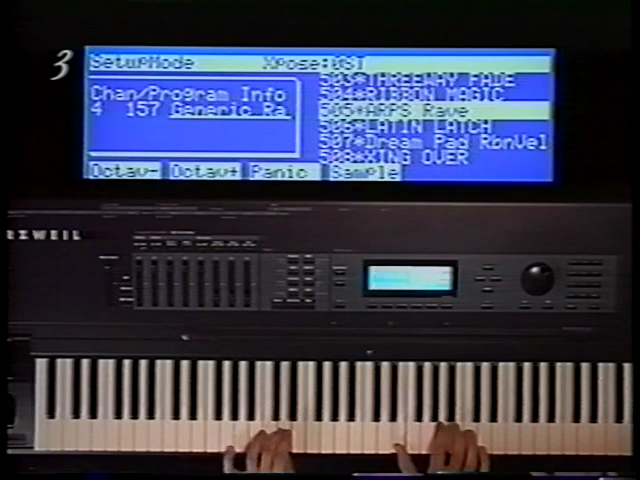 3
SetupMode Xpose:0ST
Chan/Program Info
4 157 Generic Ra
503*THREEWAY FADE
504*RIBBON MAGIC
505*ARPS Rave
506*LATIN LATCH
507*Dream Pad RbnVel
508*XING OVER
Octav- Octav+ Panic Sample
RZWEIL